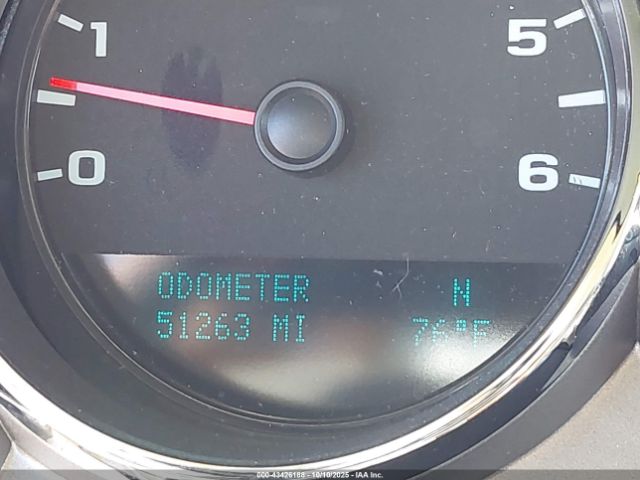 1 5
0 6
ODOMETER N
51263 MI 76°F
000-43426188 - 10/10/2025 - IAA Inc.